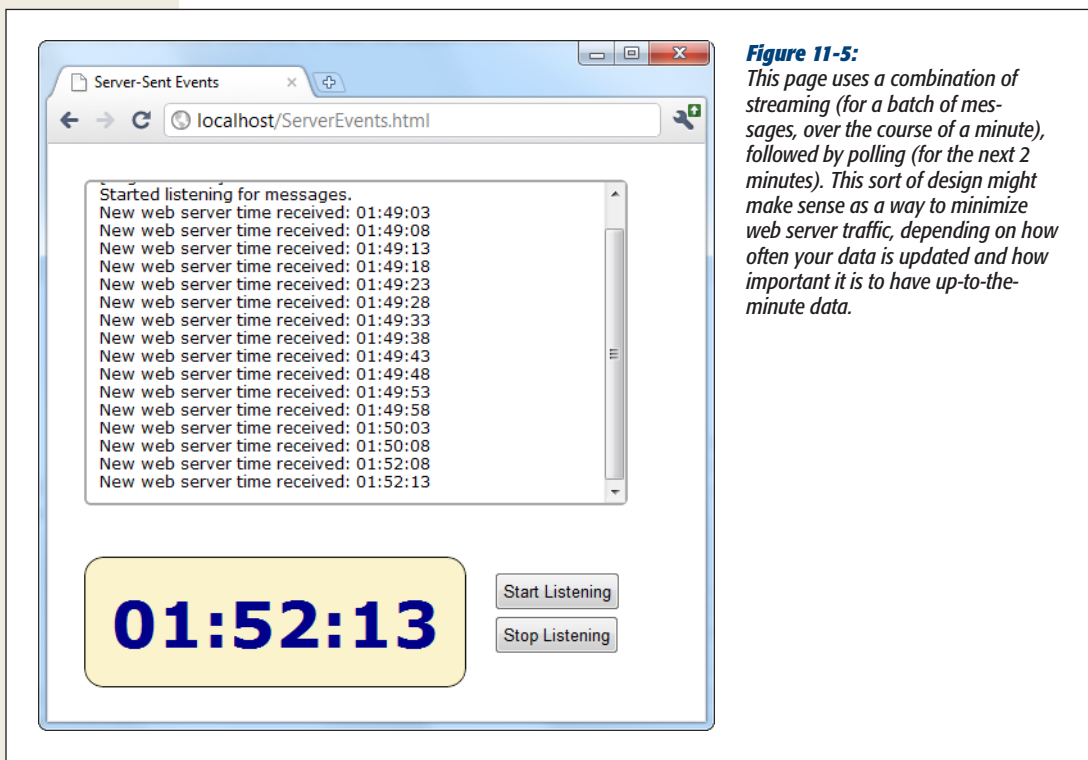 Server-Sent Events
localhost/ServerEvents.html
Started listening for messages.
New web server time received: 01:49:03
New web server time received: 01:49:08
New web server time received: 01:49:13
New web server time received: 01:49:18
New web server time received: 01:49:23
New web server time received: 01:49:28
New web server time received: 01:49:33
New web server time received: 01:49:38
New web server time received: 01:49:43
New web server time received: 01:49:48
New web server time received: 01:49:53
New web server time received: 01:49:58
New web server time received: 01:50:03
New web server time received: 01:50:08
New web server time received: 01:52:08
New web server time received: 01:52:13
01:52:13
Start Listening
Stop Listening
Figure 11-5:
This page uses a combination of
streaming (for a batch of mes-
sages, over the course of a minute),
followed by polling (for the next 2
minutes). This sort of design might
make sense as a way to minimize
web server traffic, depending on how
often your data is updated and how
important it is to have up-to-the-
minute data.